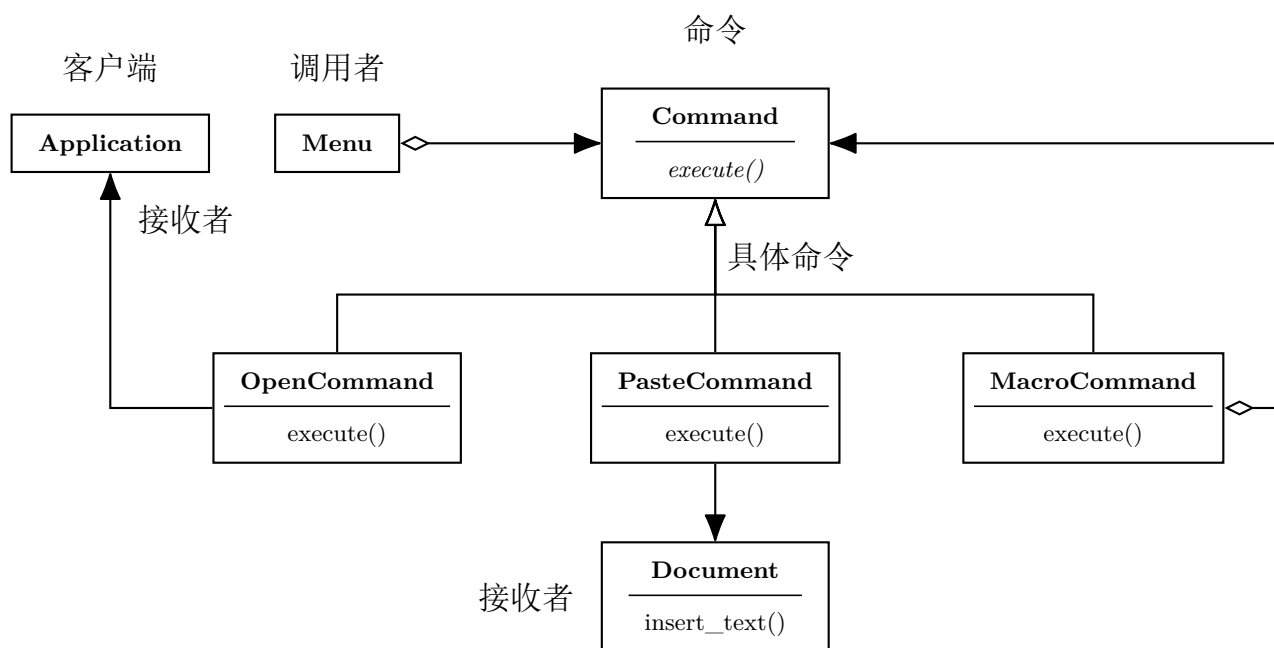 命令
客户端
调用者
Application
Menu
Command
execute()
接收者
具体命令
OpenCommand
execute()
PasteCommand
execute()
MacroCommand
execute()
接收者
Document
insert_text()